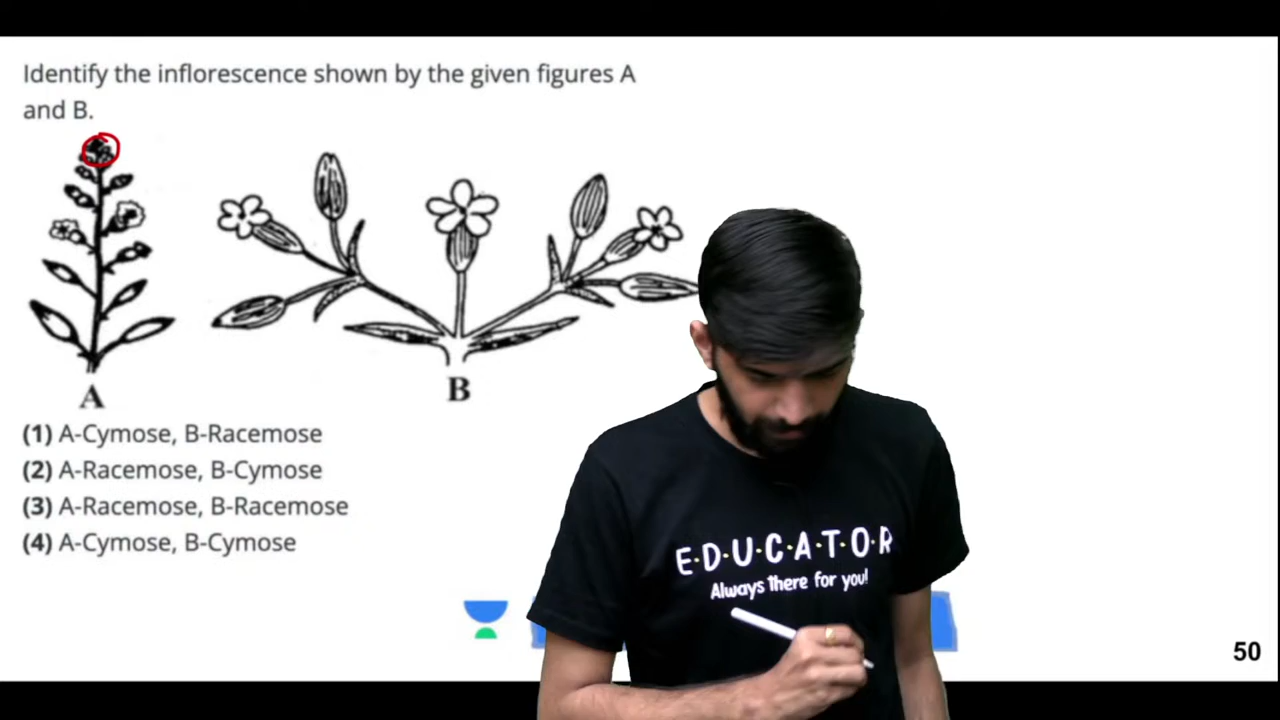 Identify the inflorescence shown by the given figures A
and B.
A
B
(1) A-Cymose, B-Racemose
(2) A-Racemose, B-Cymose
(3) A-Racemose, B-Racemose
(4) A-Cymose, B-Cymose
E·D·U·C·A·T·O·R
Always There for you!
50